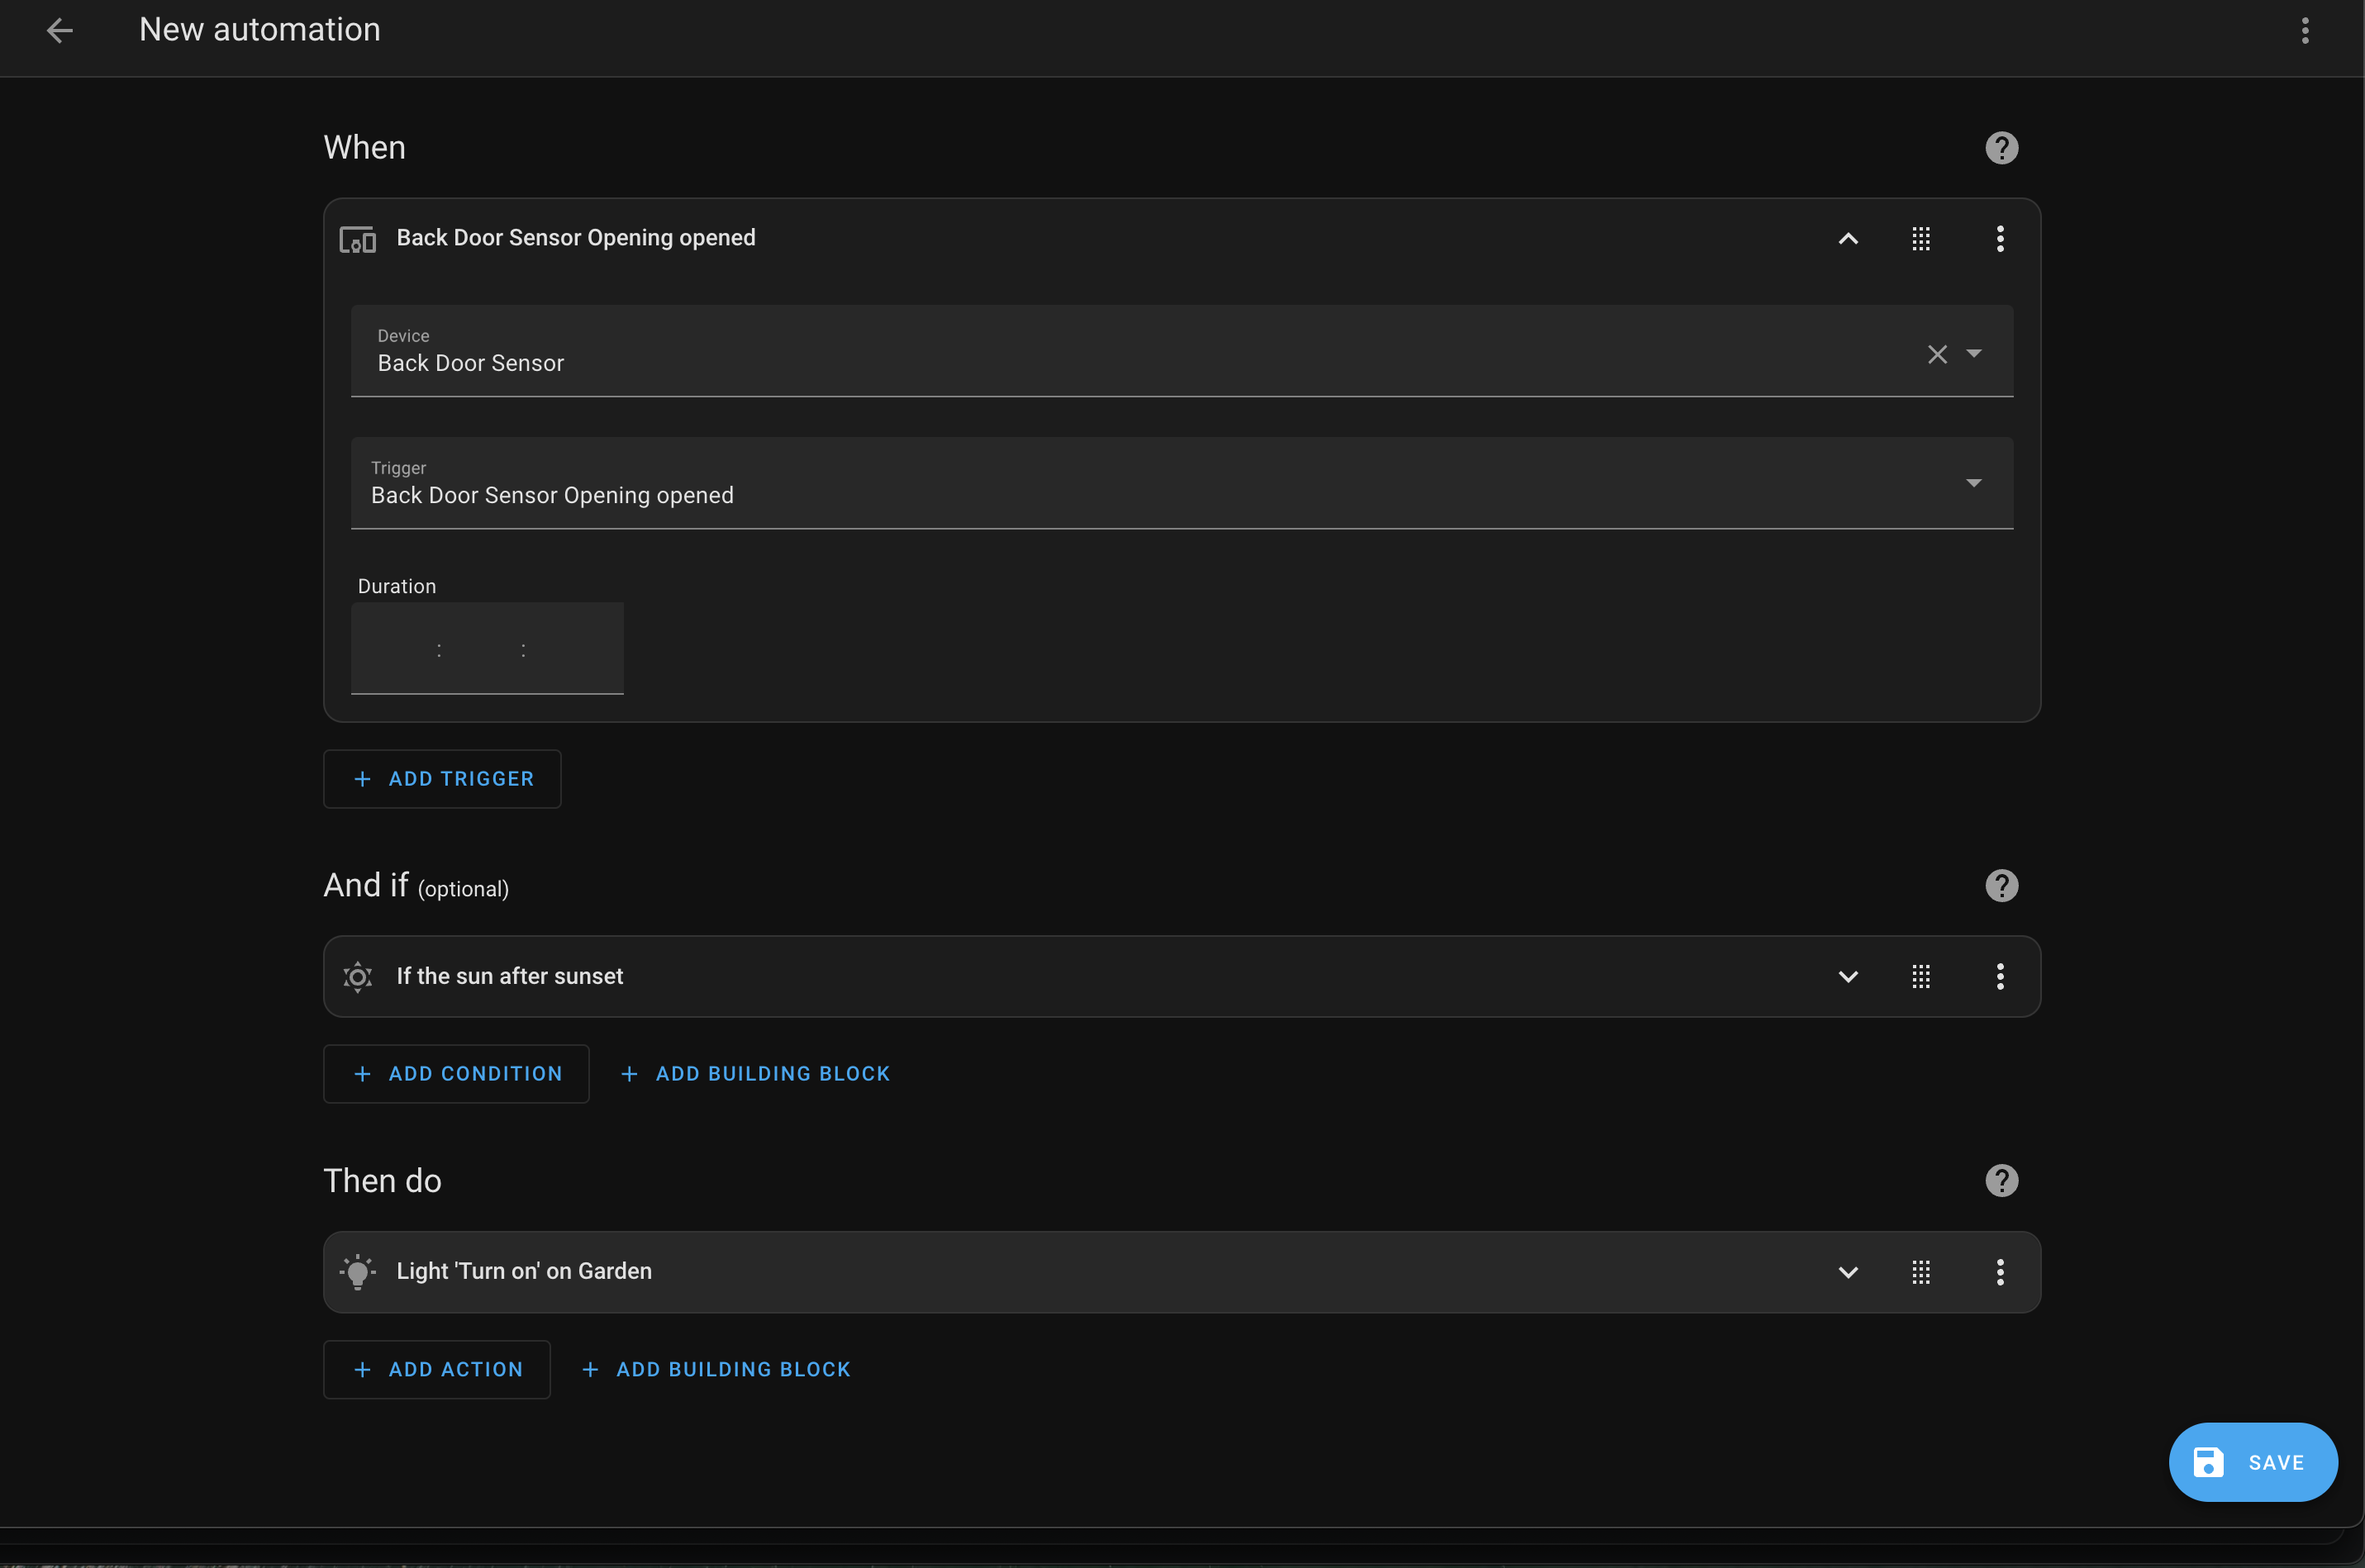 New automation
When
Back Door Sensor Opening opened
Device
Back Door Sensor
Trigger
Back Door Sensor Opening opened
Duration
: :
+ ADD TRIGGER
And if (optional)
If the sun after sunset
+ ADD CONDITION + ADD BUILDING BLOCK
Then do
Light 'Turn on' on Garden
+ ADD ACTION + ADD BUILDING BLOCK
SAVE